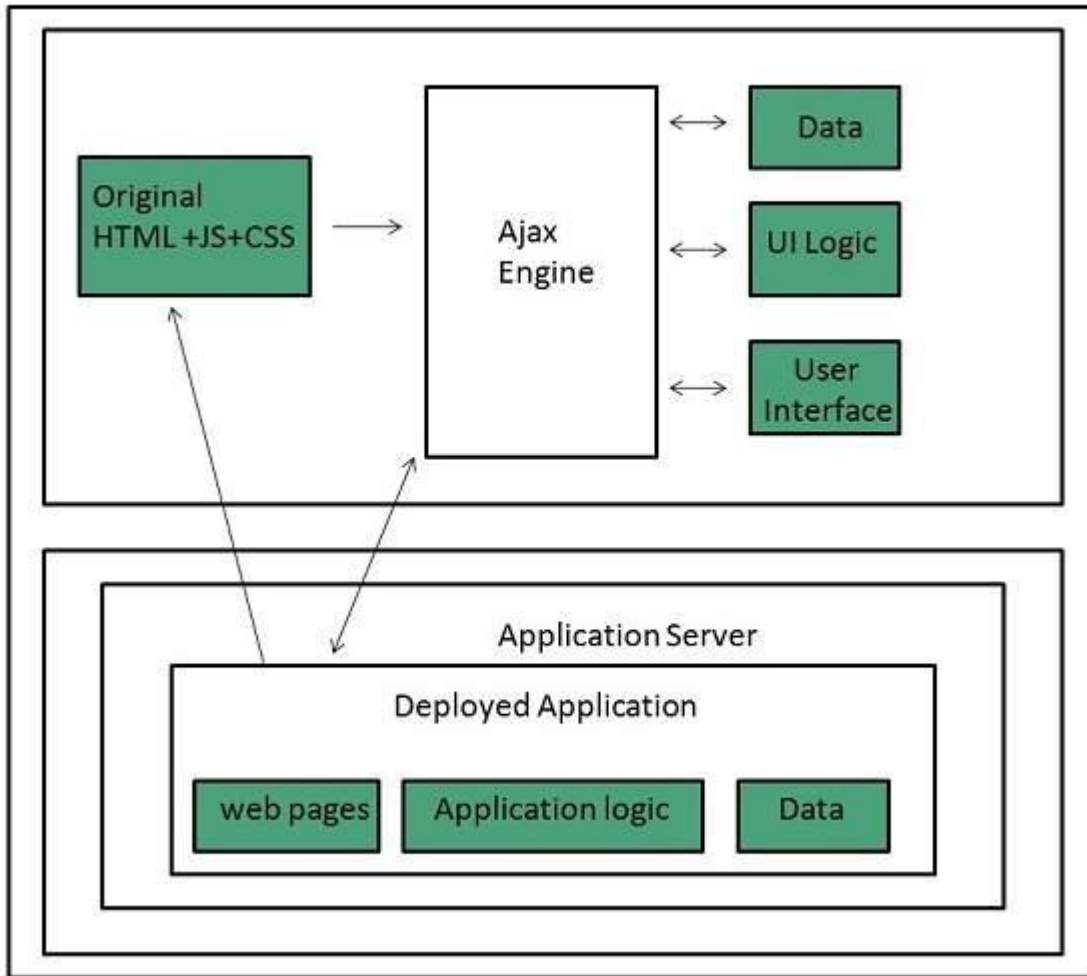 Original
HTML +JS+CSS
Ajax
Engine
Data
UI Logic
User
Interface
Application Server
Deployed Application
web pages
Application logic
Data